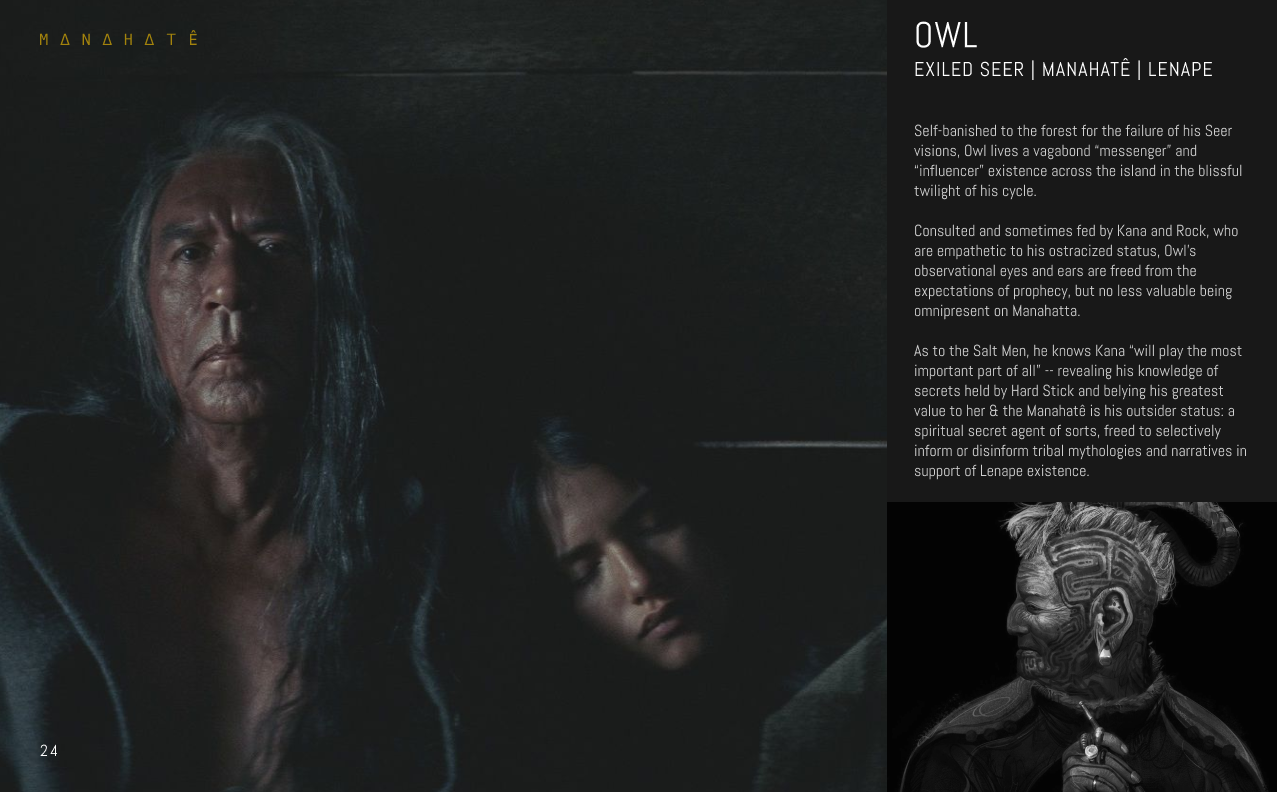 MANAHATÊ
OWL
EXILED SEER | MANAHATÊ | LENAPE
Self-banished to the forest for the failure of his Seer
visions, Owl lives a vagabond “messenger” and
“influencer” existence across the island in the blissful
twilight of his cycle.
Consulted and sometimes fed by Kana and Rock, who
are empathetic to his ostracized status, Owl’s
observational eyes and ears are freed from the
expectations of prophecy, but no less valuable being
omnipresent on Manahatta.
As to the Salt Men, he knows Kana “will play the most
important part of all” -- revealing his knowledge of
secrets held by Hard Stick and belying his greatest
value to her & the Manahatê is his outsider status: a
spiritual secret agent of sorts, freed to selectively
inform or disinform tribal mythologies and narratives in
support of Lenape existence.
24